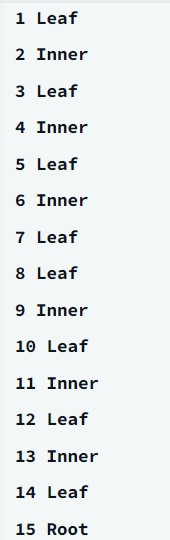 1 Leaf
2 Inner
3 Leaf
4 Inner
5 Leaf
6 Inner
7 Leaf
8 Leaf
9 Inner
10 Leaf
11 Inner
12 Leaf
13 Inner
14 Leaf
15 Root